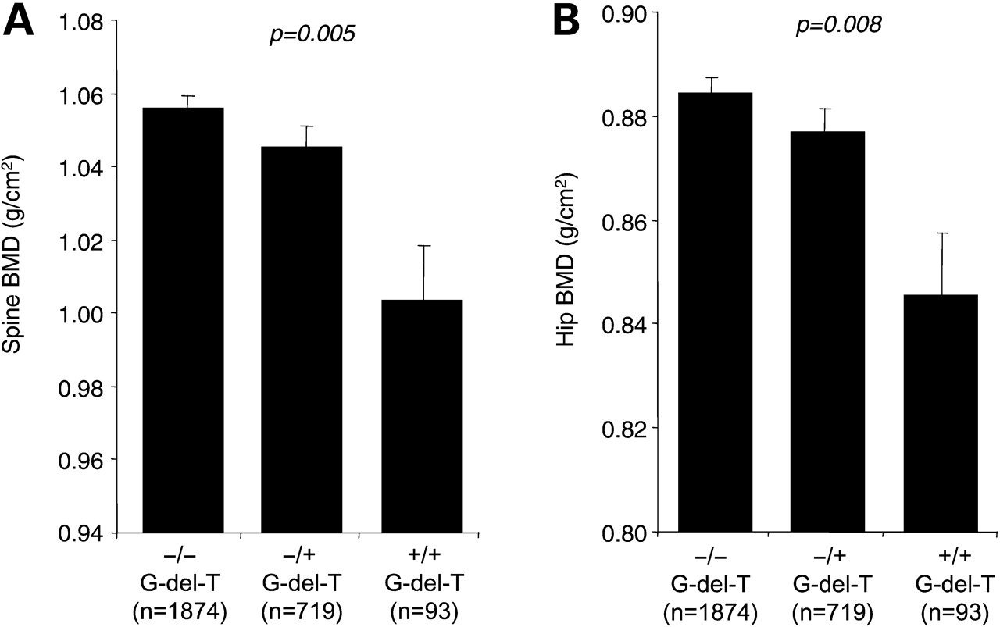 A
p=0.005
Spine BMD (g/cm²)
1.08
1.06
1.04
1.02
1.00
0.98
0.96
0.94
–/– –/+ +/+
G-del-T G-del-T G-del-T
(n=1874) (n=719) (n=93)
B
p=0.008
Hip BMD (g/cm²)
0.90
0.88
0.86
0.84
0.82
0.80
–/– –/+ +/+
G-del-T G-del-T G-del-T
(n=1874) (n=719) (n=93)